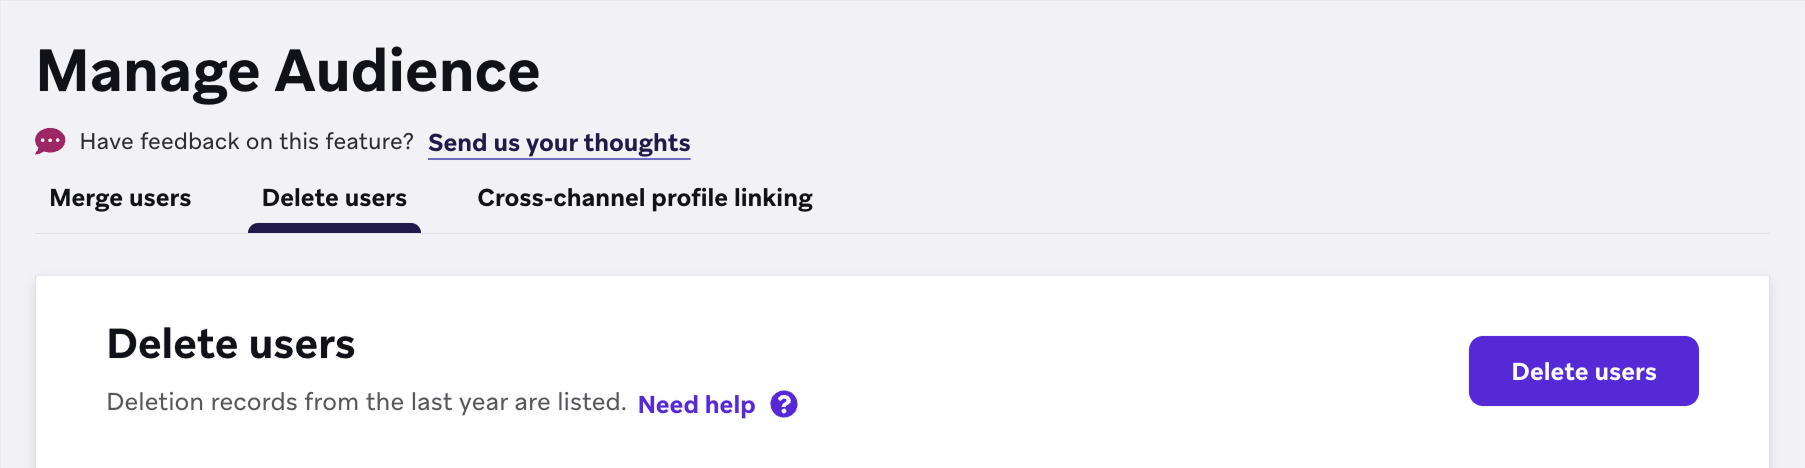 Manage Audience
Have feedback on this feature? Send us your thoughts
Merge users Delete users Cross-channel profile linking
Delete users
Delete users
Deletion records from the last year are listed. Need help ?